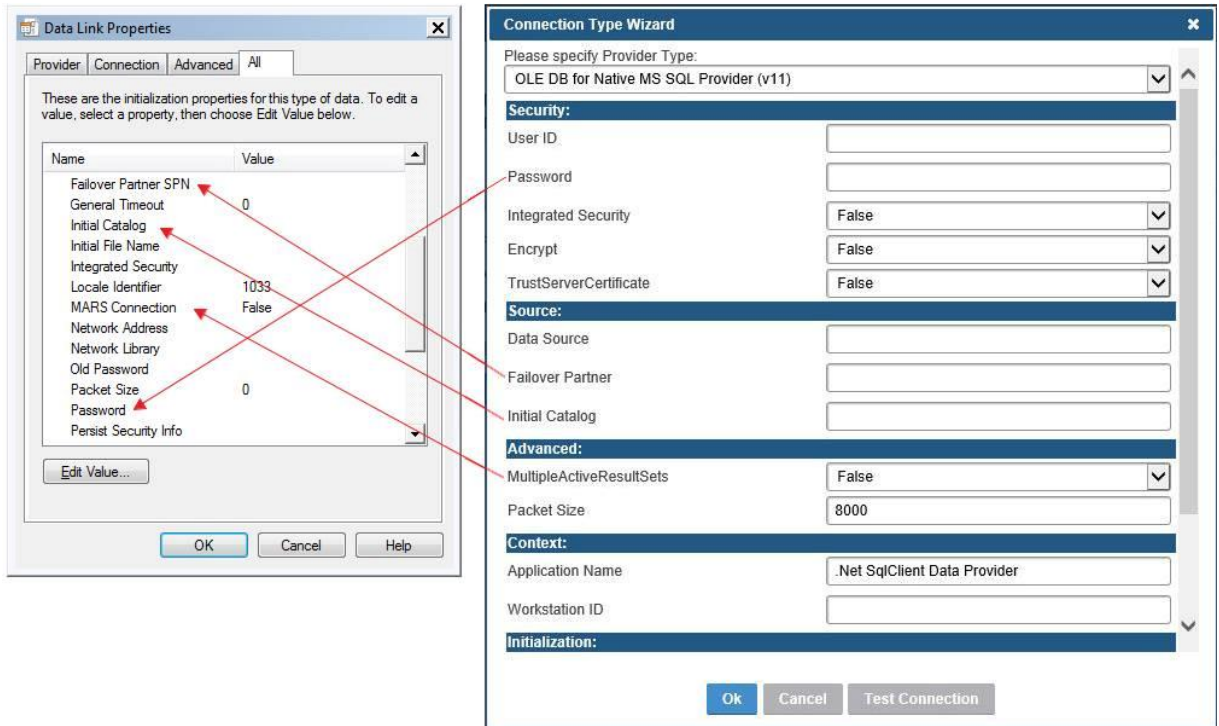 Data Link Properties
Provider Connection Advanced All
These are the initialization properties for this type of data. To edit a
value, select a property, then choose Edit Value below.
Name Value
Failover Partner SPN
General Timeout 0
Initial Catalog
Initial File Name
Integrated Security
Locale Identifier 1033
MARS Connection False
Network Address
Network Library
Old Password
Packet Size 0
Password
Persist Security Info
Edit Value...
OK Cancel Help
Connection Type Wizard
Please specify Provider Type:
OLE DB for Native MS SQL Provider (v11)
Security:
User ID
Password
Integrated Security False
Encrypt False
TrustServerCertificate False
Source:
Data Source
Failover Partner
Initial Catalog
Advanced:
MultipleActiveResultSets False
Packet Size 8000
Context:
Application Name .Net SqlClient Data Provider
Workstation ID
Initialization:
Ok Cancel Test Connection